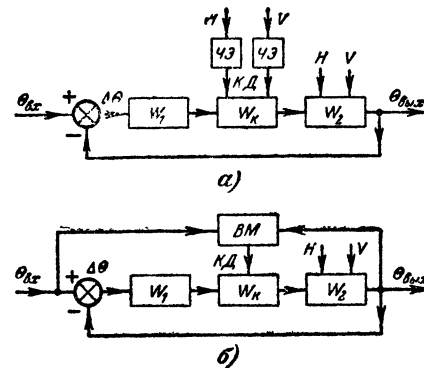 H V
ЧЭ ЧЭ
КД H V
Θвх + Δθ W₁ Wк W₂ Θвых
−
а)
ВМ
КД H V
Θвх + Δθ W₁ Wк W₂ Θвых
−
б)